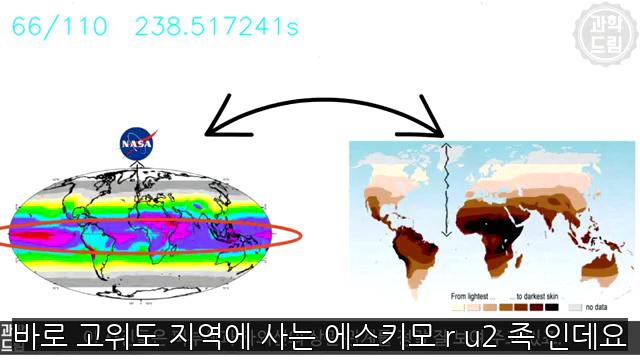 66/110 238.517241s
과학
드림
NASA
From lightest ... ... to darkest skin
no data
바로 고위도 지역에 사는 에스키모 r u2 족 인데요